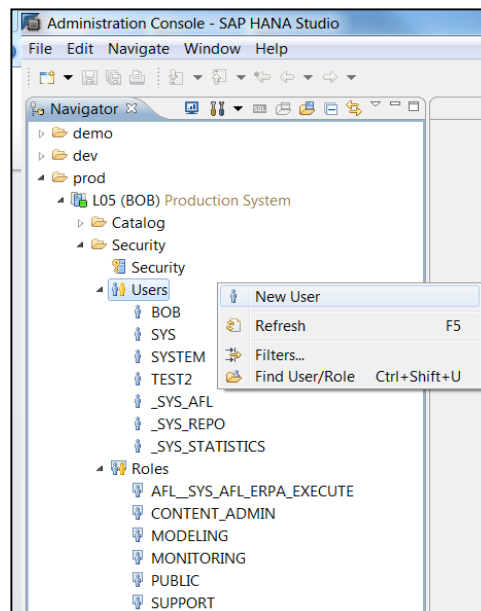 Administration Console - SAP HANA Studio
File Edit Navigate Window Help
Navigator
demo
dev
prod
L05 (BOB) Production System
Catalog
Security
Security
Users
New User
BOB
Refresh F5
SYS
Filters...
SYSTEM
Find User/Role Ctrl+Shift+U
TEST2
_SYS_AFL
_SYS_REPO
_SYS_STATISTICS
Roles
AFL__SYS_AFL_ERPA_EXECUTE
CONTENT_ADMIN
MODELING
MONITORING
PUBLIC
SUPPORT